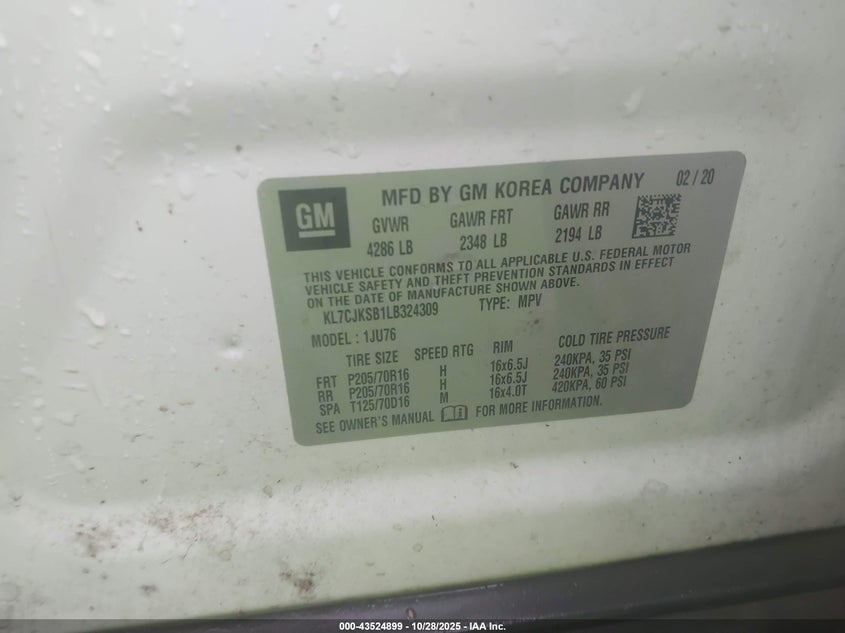 GM
MFD BY GM KOREA COMPANY 02 / 20
GVWR GAWR FRT GAWR RR
4286 LB 2348 LB 2194 LB
THIS VEHICLE CONFORMS TO ALL APPLICABLE U.S. FEDERAL MOTOR
VEHICLE SAFETY AND THEFT PREVENTION STANDARDS IN EFFECT
ON THE DATE OF MANUFACTURE SHOWN ABOVE.
KL7CJKSB1LB324309 TYPE: MPV
MODEL : 1JU76
TIRE SIZE SPEED RTG RIM COLD TIRE PRESSURE
FRT P205/70R16 H 16x6.5J 240KPA, 35 PSI
RR P205/70R16 H 16x6.5J 240KPA, 35 PSI
SPA T125/70D16 M 16x4.0T 420KPA, 60 PSI
SEE OWNER'S MANUAL FOR MORE INFORMATION.
000-43524899 - 10/28/2025 - © IAA Inc.